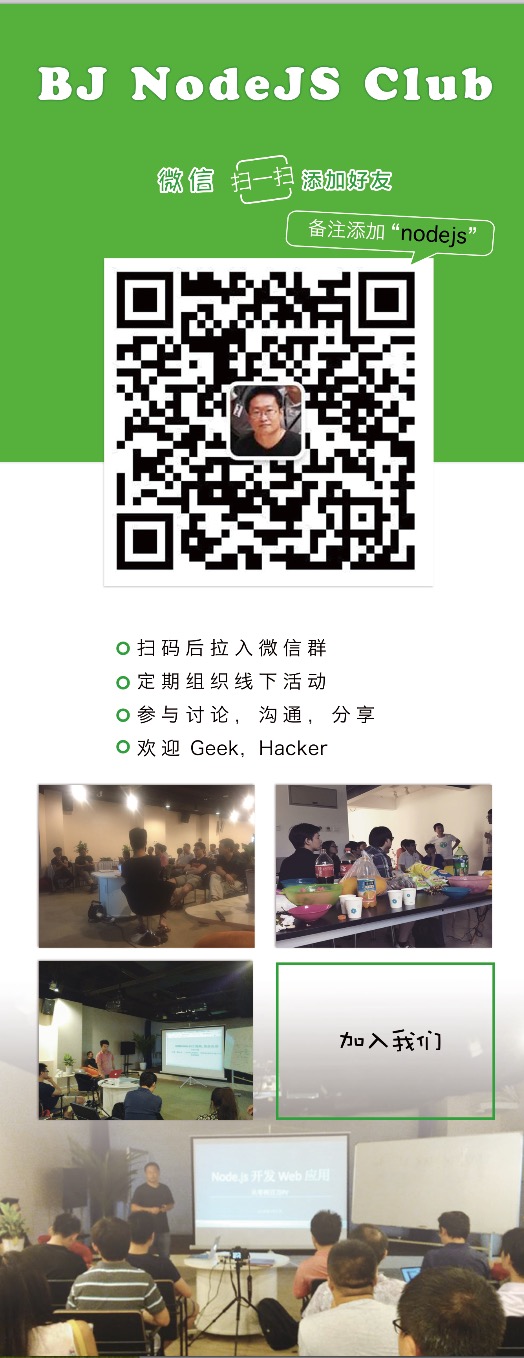 BJ NodeJS Club
微信 扫一扫 添加好友
备注添加 “nodejs”
扫码后拉入微信群
定期组织线下活动
参与讨论，沟通，分享
欢迎 Geek，Hacker
加入我们
Node.js 开发 Web 应用